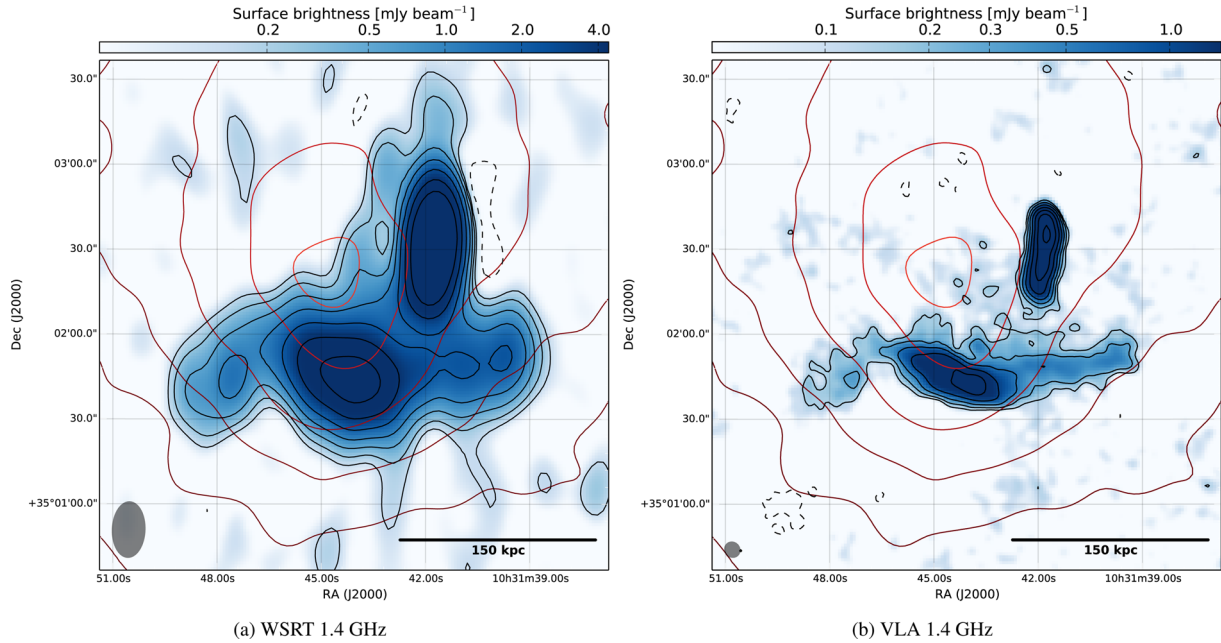 Surface brightness [mJy beam⁻¹]
0.2 0.5 1.0 2.0 4.0
30.0"
03'00.0"
30.0"
02'00.0"
30.0"
+35°01'00.0"
Dec (J2000)
150 kpc
51.00s 48.00s 45.00s 42.00s 10h31m39.00s
RA (J2000)
(a) WSRT 1.4 GHz
Surface brightness [mJy beam⁻¹]
0.1 0.2 0.3 0.5 1.0
30.0"
03'00.0"
30.0"
02'00.0"
30.0"
+35°01'00.0"
Dec (J2000)
150 kpc
51.00s 48.00s 45.00s 42.00s 10h31m39.00s
RA (J2000)
(b) VLA 1.4 GHz